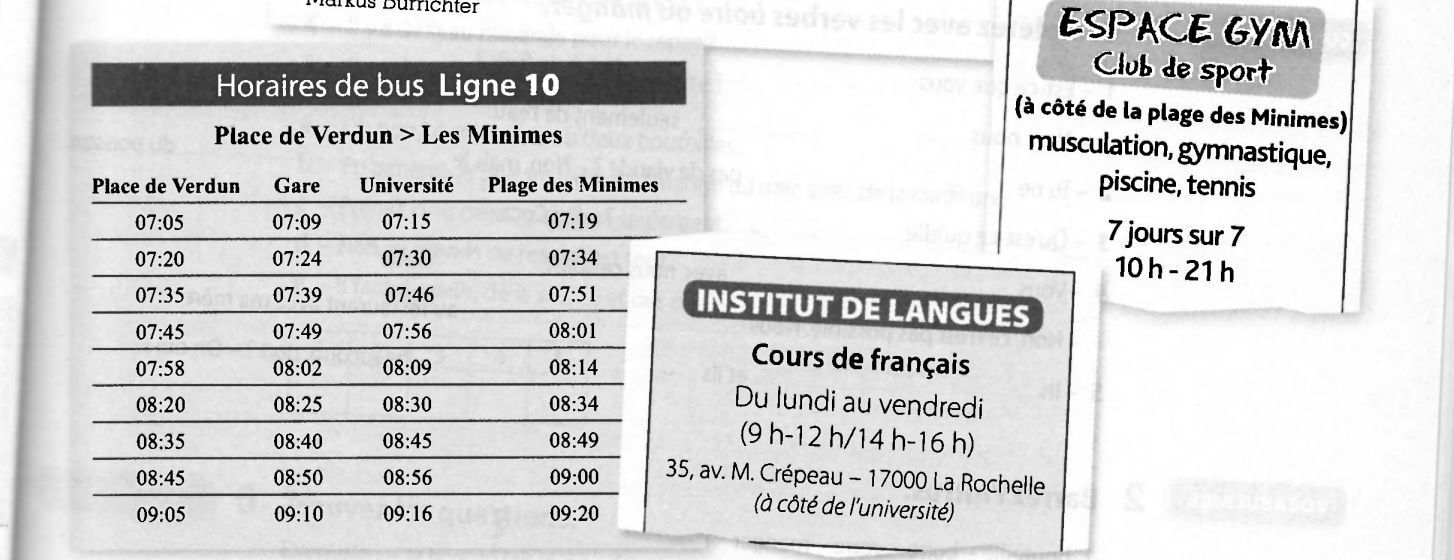 Markus Burrichter
Horaires de bus Ligne 10
Place de Verdun > Les Minimes
Place de Verdun Gare Université Plage des Minimes
07:05 07:09 07:15 07:19
07:20 07:24 07:30 07:34
07:35 07:39 07:46 07:51
07:45 07:49 07:56 08:01
07:58 08:02 08:09 08:14
08:20 08:25 08:30 08:34
08:35 08:40 08:45 08:49
08:45 08:50 08:56 09:00
09:05 09:10 09:16 09:20
INSTITUT DE LANGUES
Cours de français
Du lundi au vendredi
(9 h-12 h/14 h-16 h)
35, av. M. Crépeau – 17000 La Rochelle
(à côté de l'université)
ESPACE GYM
Club de sport
(à côté de la plage des Minimes)
musculation, gymnastique,
piscine, tennis
7 jours sur 7
10 h - 21 h